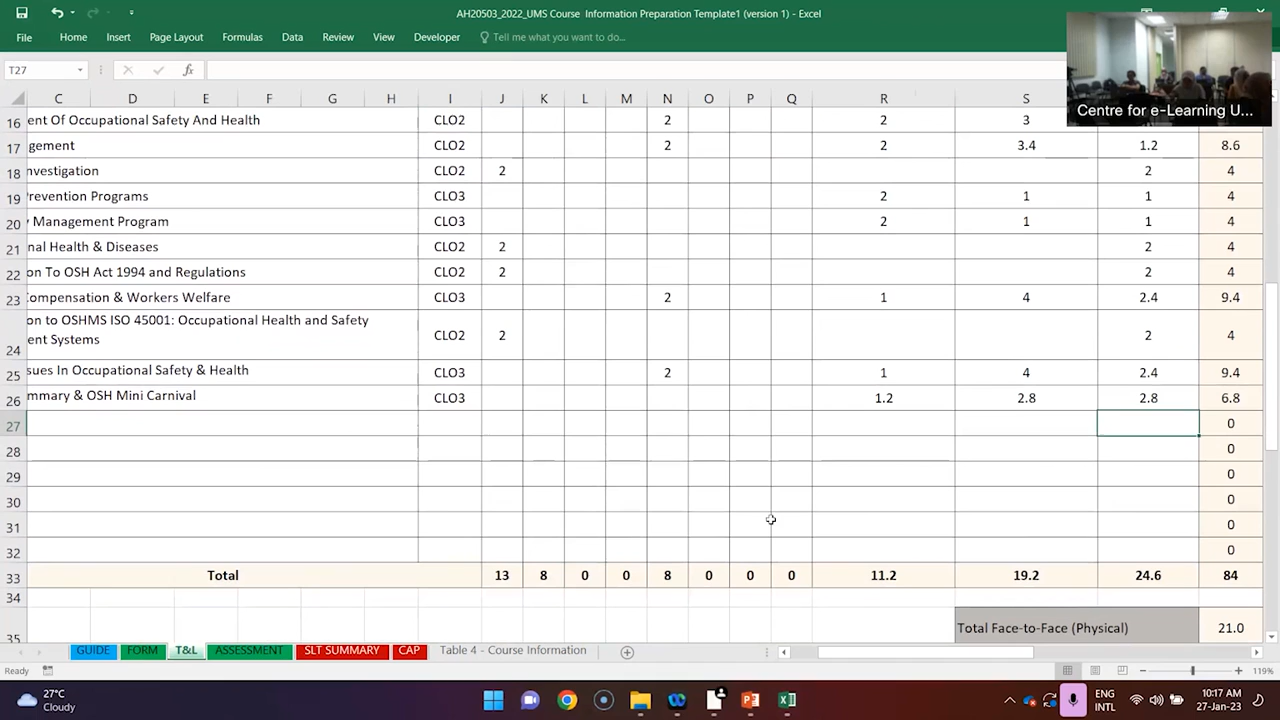 AH20503_2022_UMS Course Information Preparation Template1 (version 1) - Excel
File Home Insert Page Layout Formulas Data Review View Developer Tell me what you want to do...
Centre for e-Learning U...
T27 fx
C D E F G H I J K L M N O P Q R S
16 ent Of Occupational Safety And Health CLO2 2 2 3
17 gement CLO2 2 2 3.4 1.2 8.6
18 nvestigation CLO2 2 2 4
19 revention Programs CLO3 2 1 1 4
20 y Management Program CLO3 2 1 1 4
21 nal Health & Diseases CLO2 2 2 4
22 on To OSH Act 1994 and Regulations CLO2 2 2 4
23 Compensation & Workers Welfare CLO3 2 1 4 2.4 9.4
on to OSHMS ISO 45001: Occupational Health and Safety
24 ent Systems CLO2 2 2 4
25 sues In Occupational Safety & Health CLO3 2 1 4 2.4 9.4
26 mmary & OSH Mini Carnival CLO3 1.2 2.8 2.8 6.8
27 0
28 0
29 0
30 0
31 0
32 0
33 Total 13 8 0 0 8 0 0 0 11.2 19.2 24.6 84
34
35 Total Face-to-Face (Physical) 21.0
GUIDE FORM T&L ASSESSMENT SLT SUMMARY CAP Table 4 - Course Information
Ready 119%
27°C
Cloudy
ENG
INTL
10:17 AM
27-Jan-23